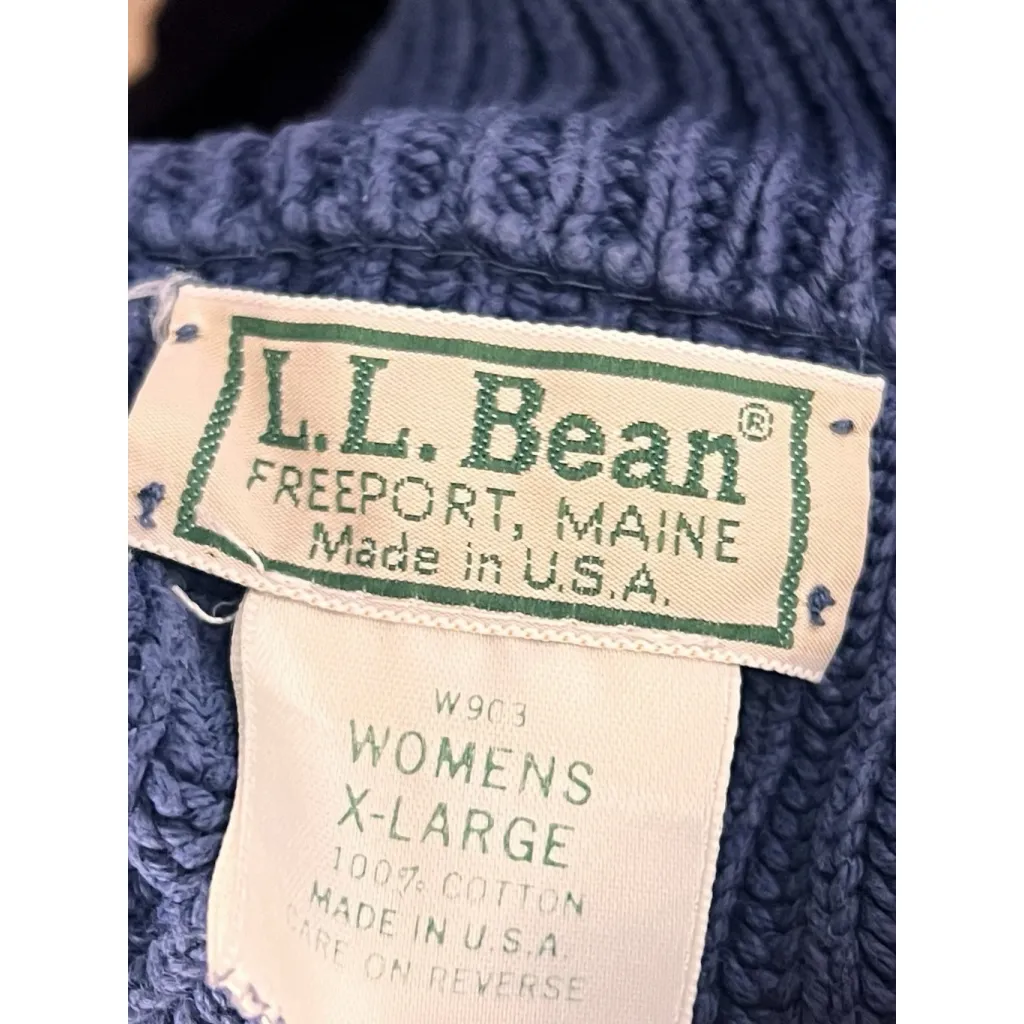 L.L.Bean®
FREEPORT, MAINE
Made in U.S.A.
W903
WOMENS
X-LARGE
100% COTTON
MADE IN U.S.A.
CARE ON REVERSE